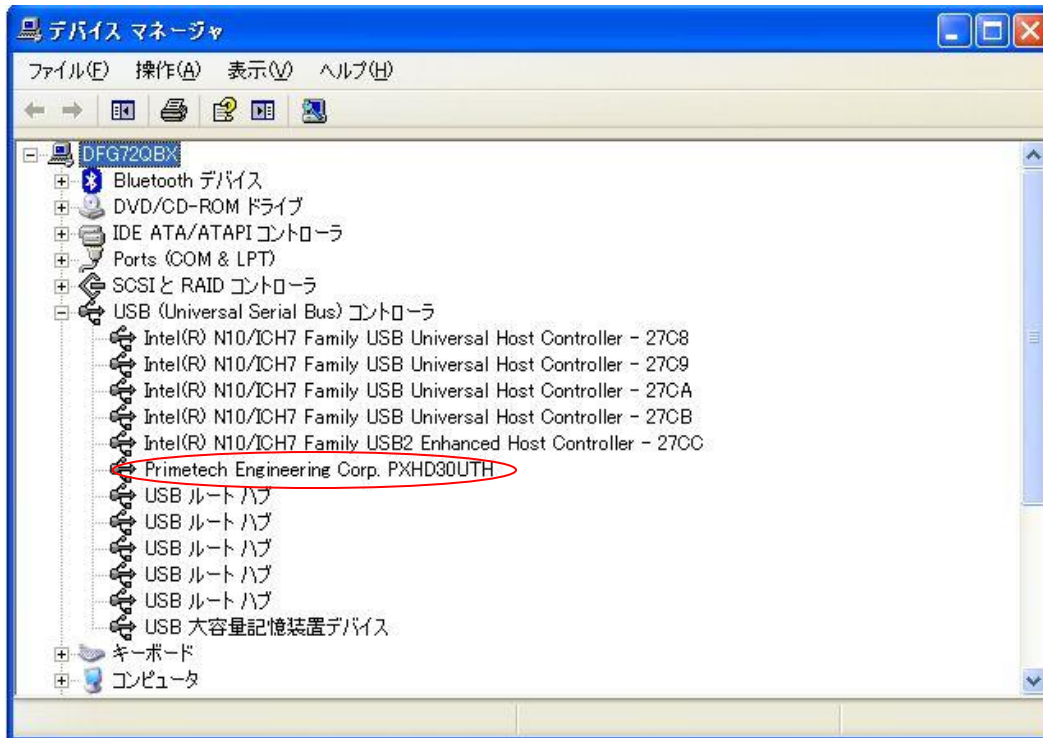 デバイス マネージャ
ファイル(F) 操作(A) 表示(V) ヘルプ(H)
DFG72QBX
Bluetooth デバイス
DVD/CD-ROM ドライブ
IDE ATA/ATAPI コントローラ
Ports (COM & LPT)
SCSI と RAID コントローラ
USB (Universal Serial Bus) コントローラ
Intel(R) N10/ICH7 Family USB Universal Host Controller - 27C8
Intel(R) N10/ICH7 Family USB Universal Host Controller - 27C9
Intel(R) N10/ICH7 Family USB Universal Host Controller - 27CA
Intel(R) N10/ICH7 Family USB Universal Host Controller - 27CB
Intel(R) N10/ICH7 Family USB2 Enhanced Host Controller - 27CC
Primetech Engineering Corp. PXHD30UTH
USB ルート ハブ
USB ルート ハブ
USB ルート ハブ
USB ルート ハブ
USB ルート ハブ
USB 大容量記憶装置デバイス
キーボード
コンピュータ